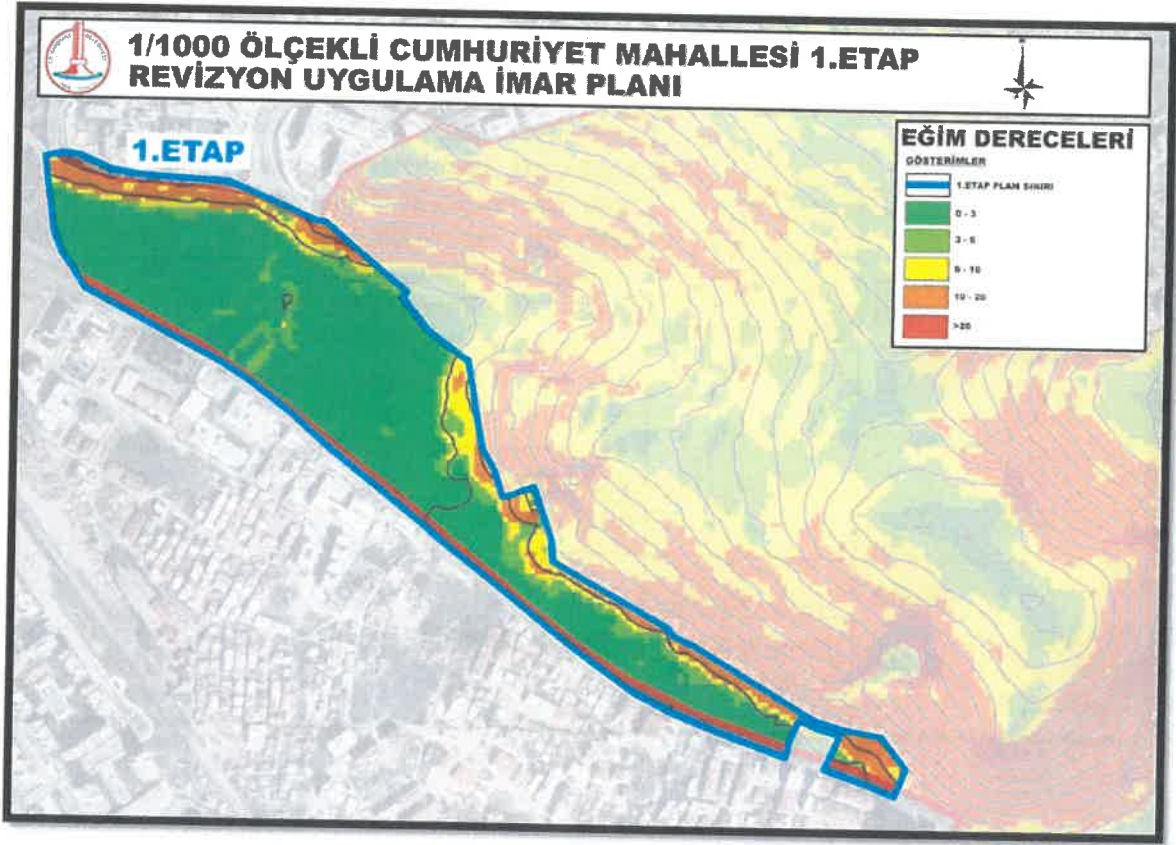 1/1000 ÖLÇEKLİ CUMHURİYET MAHALLESİ 1.ETAP
REVİZYON UYGULAMA İMAR PLANI
1.ETAP
EĞİM DERECELERİ
GÖSTERİMLER
1.ETAP PLAN SINIRI
0 - 3
3 - 6
6 - 10
10 - 20
>20